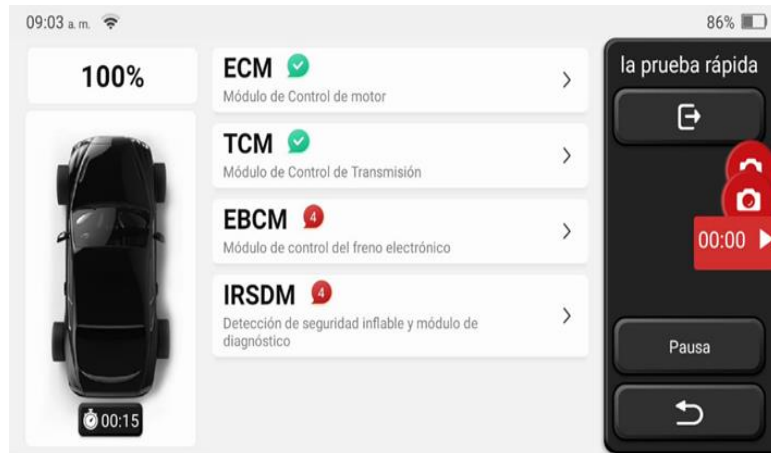 09:03 a. m.
86%
100%
00:15
ECM
Módulo de Control de motor
TCM
Módulo de Control de Transmisión
EBCM 4
Módulo de control del freno electrónico
IRSDM 4
Detección de seguridad inflable y módulo de
diagnóstico
la prueba rápida
00:00
Pausa